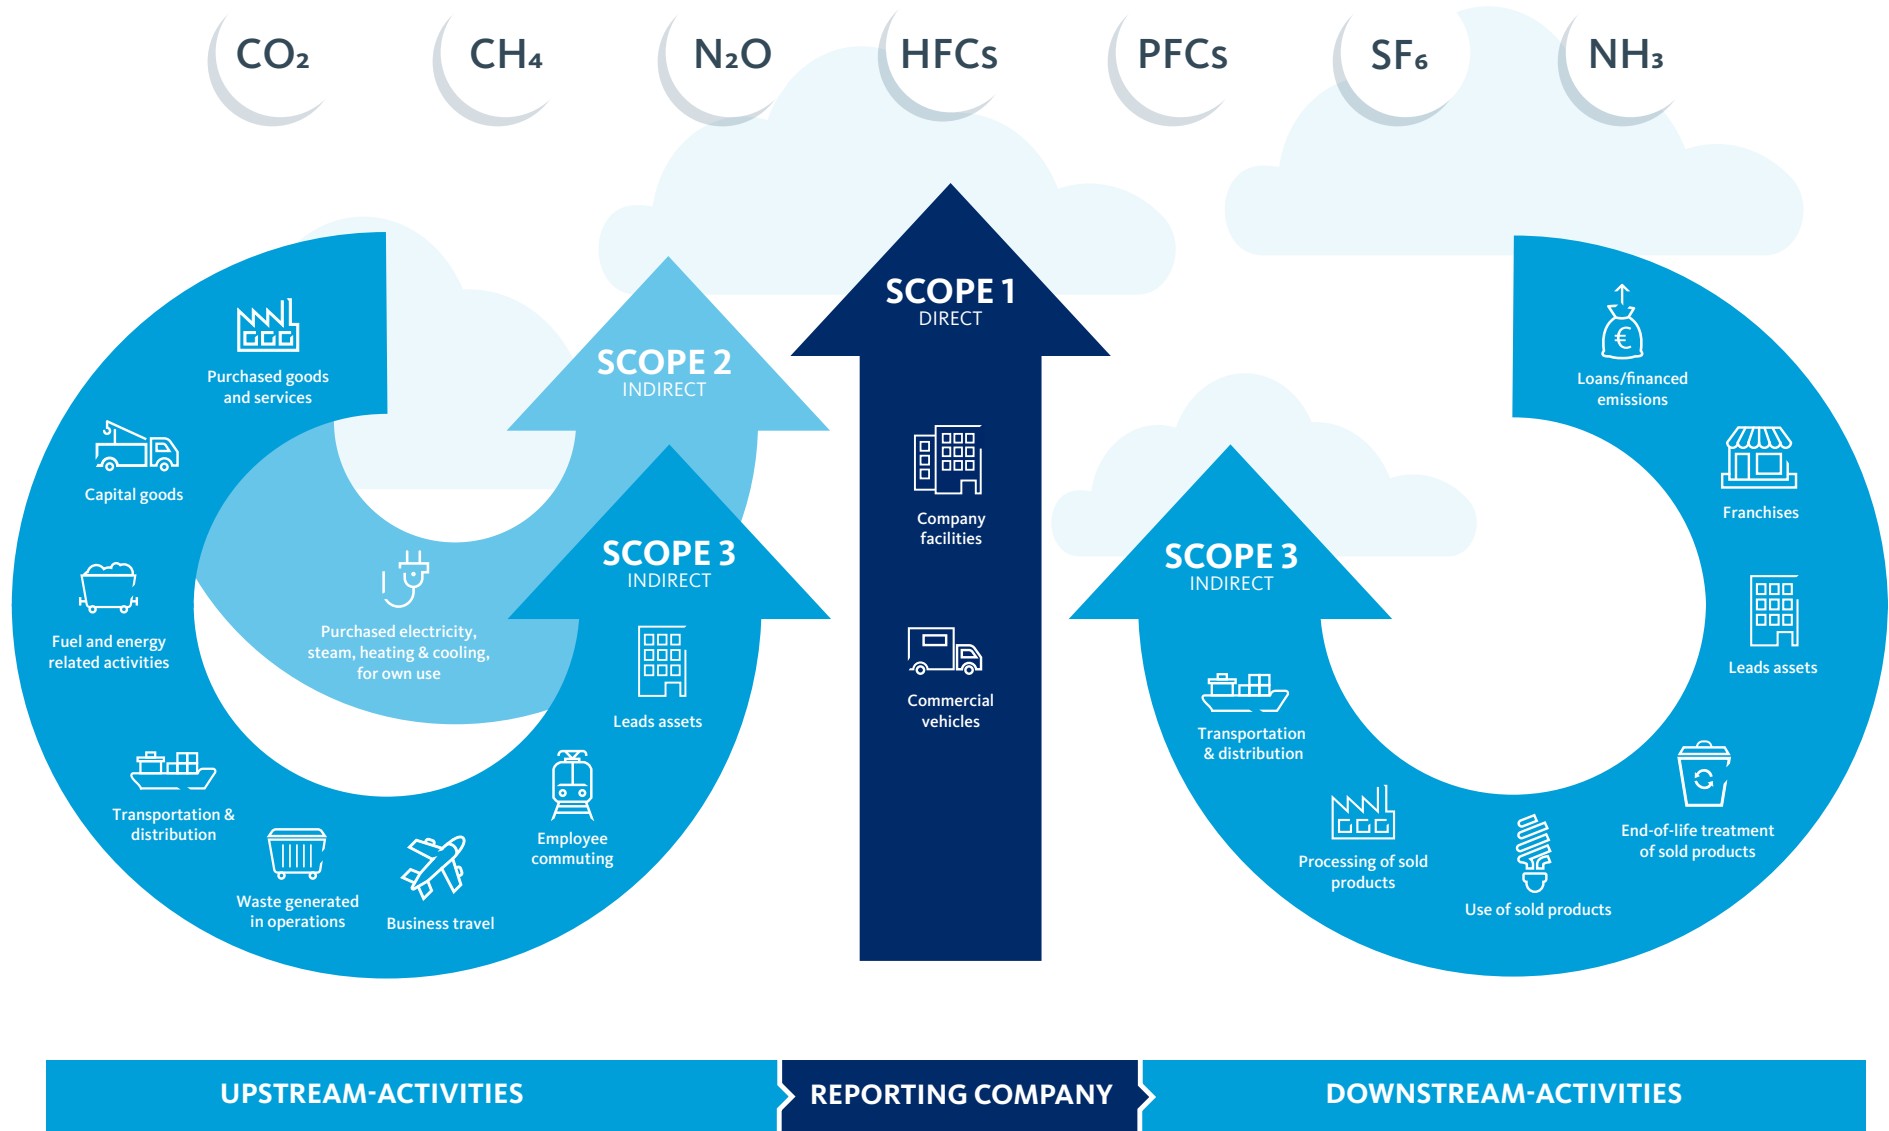 CO₂
CH₄
N₂O
HFCs
PFCs
SF₆
NH₃
SCOPE 1
DIRECT
Company
facilities
Commercial
vehicles
SCOPE 2
INDIRECT
Purchased electricity,
steam, heating & cooling,
for own use
SCOPE 3
INDIRECT
Purchased goods
and services
Capital goods
Fuel and energy
related activities
Transportation &
distribution
Waste generated
in operations
Business travel
Employee
commuting
Leads assets
SCOPE 3
INDIRECT
Transportation
& distribution
Processing of sold
products
Use of sold products
End-of-life treatment
of sold products
Leads assets
Franchises
€
Loans/financed
emissions
UPSTREAM-ACTIVITIES
REPORTING COMPANY
DOWNSTREAM-ACTIVITIES